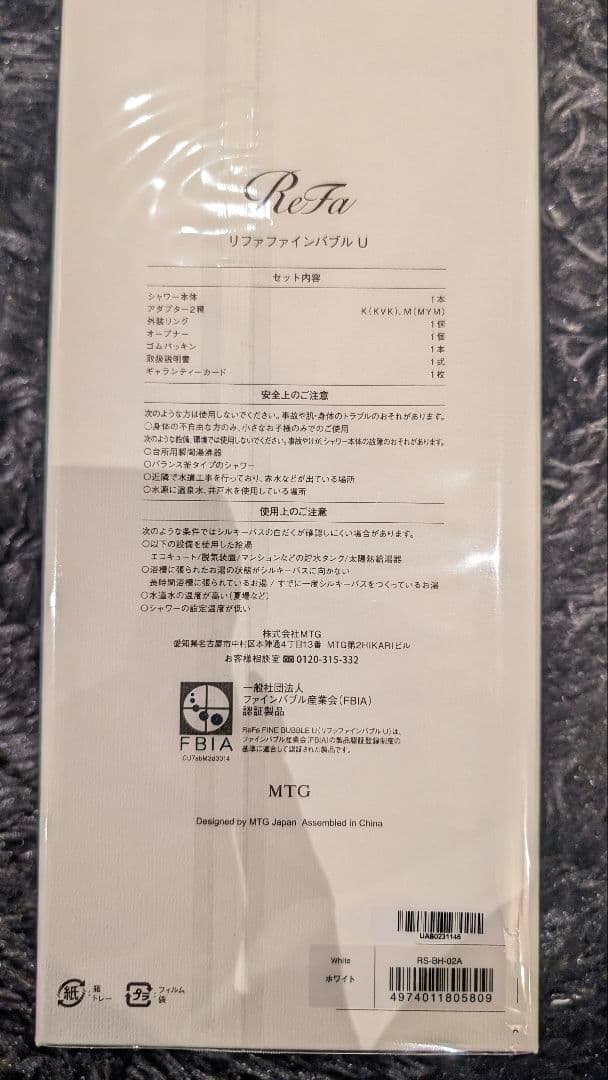 ReFa
リファファインバブル U
セット内容
シャワー本体 1本
アダプター2種 K(KVK)、M(MYM)
外装リング 1個
オープナー 1個
ゴムパッキン 1本
取扱説明書 1式
ギャランティーカード 1枚
安全上のご注意
次のような方は使用しないでください。事故や肌・身体のトラブルのおそれがあります。
○身体の不自由な方のみ、小さなお子様のみでのご使用
次のような設備、環境では使用しないでください。事故やけが、シャワー本体の故障のおそれがあります。
○台所用瞬間湯沸器
○バランス釜タイプのシャワー
○近隣で水道工事を行っており、赤水などが出ている場所
○水源に温泉水、井戸水を使用している場所
使用上のご注意
次のような条件ではシルキーバスの白だくが確認しにくい場合があります。
○以下の設備を使用した給湯
エコキュート/脱気装置/マンションなどの貯水タンク/太陽熱給湯器
○浴槽に張られたお湯の状態がシルキーバスに向かない
長時間浴槽に張られているお湯 / すでに一度シルキーバスをつくっているお湯
○水道水の温度が高い(夏場など)
○シャワーの設定温度が低い
株式会社MTG
愛知県名古屋市中村区本陣通4丁目13番 MTG第2HIKARIビル
お客様相談室 0120-315-332
一般社団法人
ファインバブル産業会(FBIA)
認証製品
ReFa FINE BUBBLE U(リファファインバブル U)は、
ファインバブル産業会(FBIA)の製品認証登録制度の
基準に適合して認証された製品です。
FBIA
MTG
Designed by MTG Japan Assembled in China
UAB0231146
White RS-BH-02A
ホワイト
4974011805809
紙 : 箱
トレー
プラ : フィルム
袋